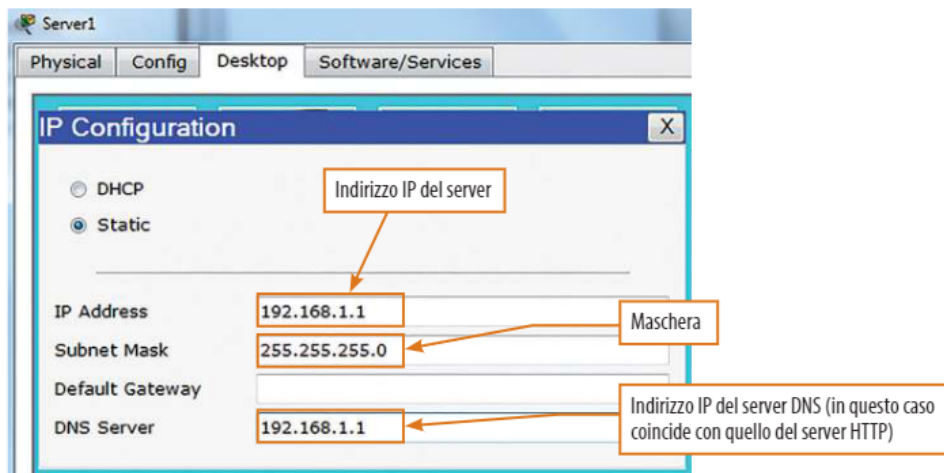 Server1
Physical Config Desktop Software/Services
IP Configuration X
DHCP
Indirizzo IP del server
Static
IP Address 192.168.1.1
Maschera
Subnet Mask 255.255.255.0
Default Gateway
Indirizzo IP del server DNS (in questo caso
coincide con quello del server HTTP)
DNS Server 192.168.1.1